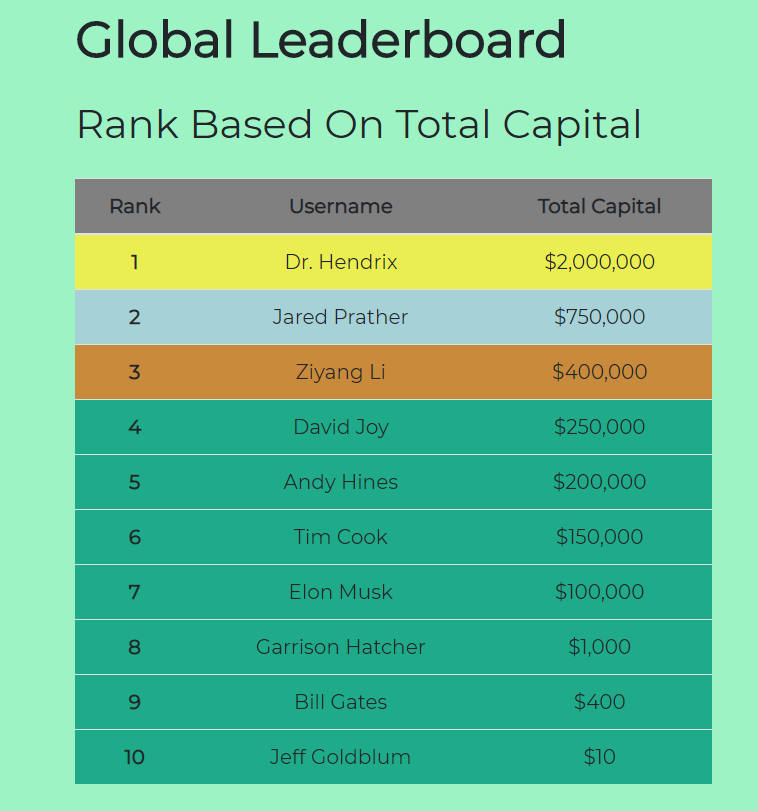 Global Leaderboard
Rank Based On Total Capital
Rank Username Total Capital
1 Dr. Hendrix $2,000,000
2 Jared Prather $750,000
3 Ziyang Li $400,000
4 David Joy $250,000
5 Andy Hines $200,000
6 Tim Cook $150,000
7 Elon Musk $100,000
8 Garrison Hatcher $1,000
9 Bill Gates $400
10 Jeff Goldblum $10